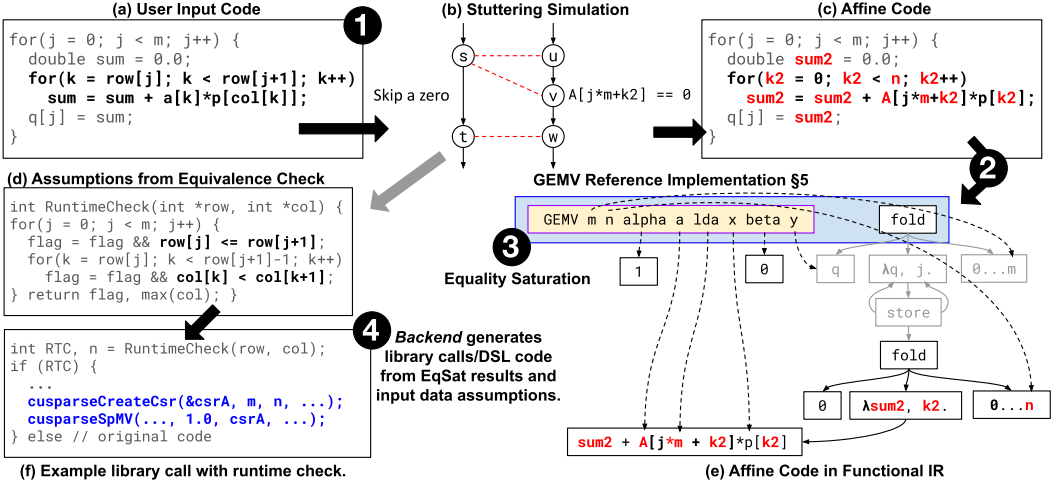 (a) User Input Code
for(j = 0; j < m; j++) {
double sum = 0.0;
for(k = row[j]; k < row[j+1]; k++)
sum = sum + a[k]*p[col[k]];
q[j] = sum;
}
1
(b) Stuttering Simulation
s
u
v
A[j*m+k2] == 0
t
w
Skip a zero
(c) Affine Code
for(j = 0; j < m; j++) {
double sum2 = 0.0;
for(k2 = 0; k2 < n; k2++)
sum2 = sum2 + A[j*m+k2]*p[k2];
q[j] = sum2;
}
2
(d) Assumptions from Equivalence Check
int RuntimeCheck(int *row, int *col) {
for(j = 0; j < m; j++) {
flag = flag && row[j] <= row[j+1];
for(k = row[j]; k < row[j+1]-1; k++)
flag = flag && col[k] < col[k+1];
} return flag, max(col); }
GEMV Reference Implementation §5
GEMV m n alpha a lda x beta y
fold
3
Equality Saturation
1
0
q
λq, j.
0...m
store
fold
0
λsum2, k2.
0...n
sum2 + A[j*m + k2]*p[k2]
(e) Affine Code in Functional IR
4
Backend generates
library calls/DSL code
from EqSat results and
input data assumptions.
int RTC, n = RuntimeCheck(row, col);
if (RTC) {
...
cusparseCreateCsr(&csrA, m, n, ...);
cusparseSpMV(..., 1.0, csrA, ...);
} else // original code
(f) Example library call with runtime check.